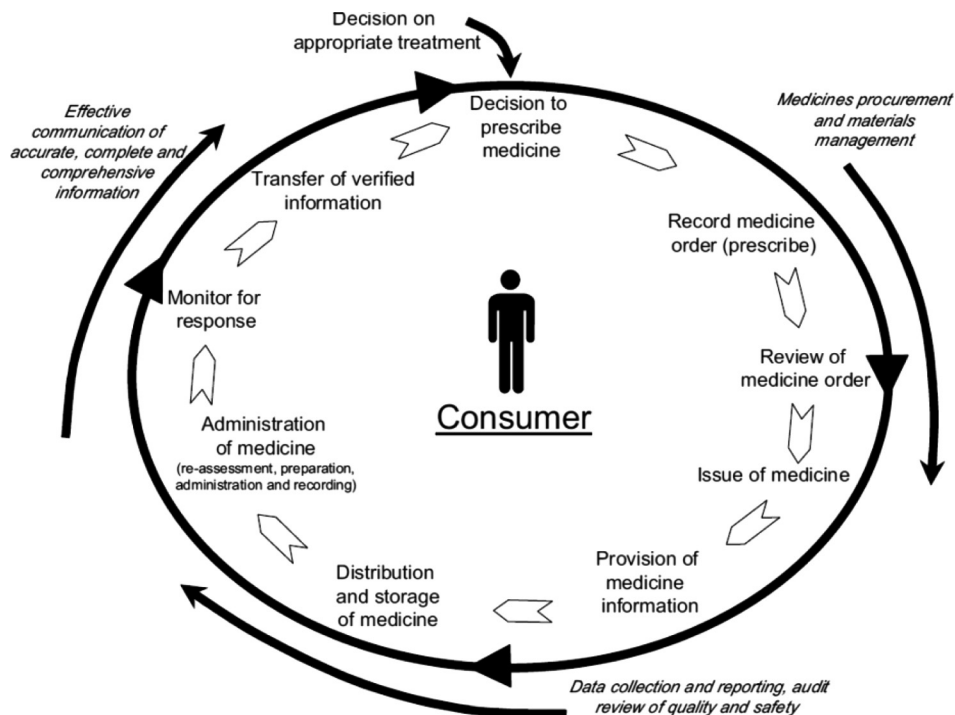 Decision on
appropriate treatment
Decision to
prescribe
medicine
Medicines procurement
and materials
management
Record medicine
order (prescribe)
Review of
medicine order
Issue of medicine
Provision of
medicine
information
Data collection and reporting, audit
review of quality and safety
Distribution
and storage
of medicine
Administration
of medicine
(re-assessment, preparation,
administration and recording)
Monitor for
response
Transfer of verified
information
Effective
communication of
accurate, complete and
comprehensive
information
Consumer